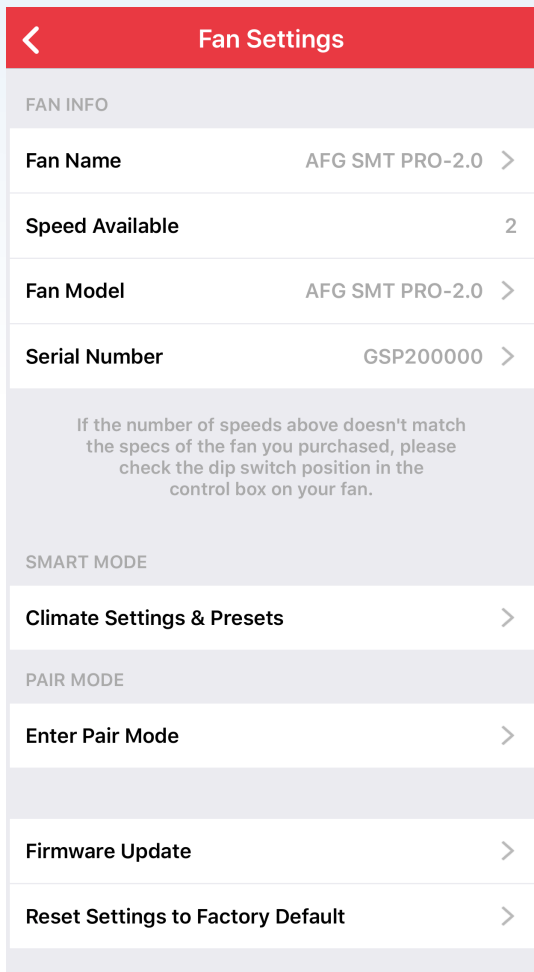 Fan Settings
FAN INFO
Fan Name AFG SMT PRO-2.0
Speed Available 2
Fan Model AFG SMT PRO-2.0
Serial Number GSP200000
If the number of speeds above doesn't match
the specs of the fan you purchased, please
check the dip switch position in the
control box on your fan.
SMART MODE
Climate Settings & Presets
PAIR MODE
Enter Pair Mode
Firmware Update
Reset Settings to Factory Default